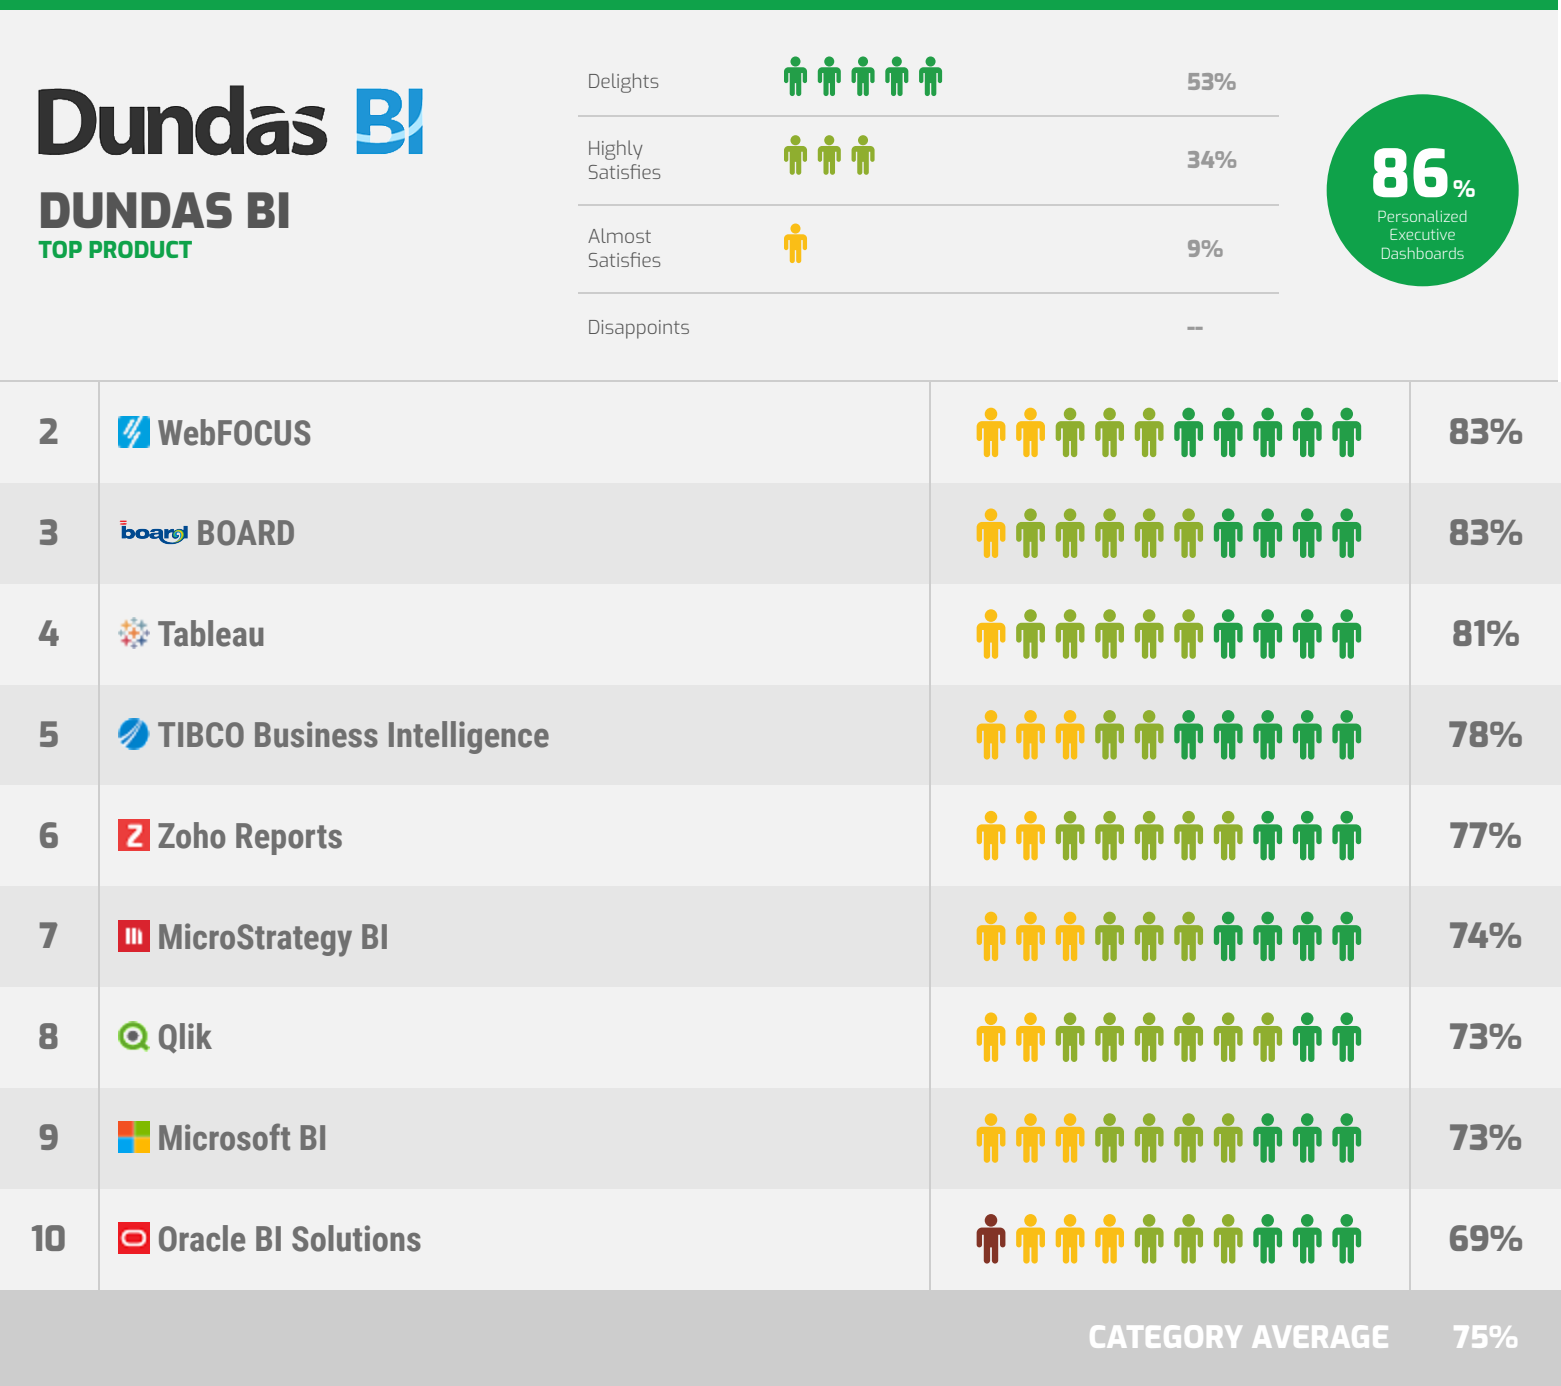 Dundas BI
DUNDAS BI
TOP PRODUCT
Delights 53%
Highly
Satisfies 34%
Almost
Satisfies 9%
Disappoints --
86%
Personalized
Executive
Dashboards
2 WebFOCUS 83%
3 board BOARD 83%
4 Tableau 81%
5 TIBCO Business Intelligence 78%
6 Z Zoho Reports 77%
7 MicroStrategy BI 74%
8 Qlik 73%
9 Microsoft BI 73%
10 Oracle BI Solutions 69%
CATEGORY AVERAGE 75%